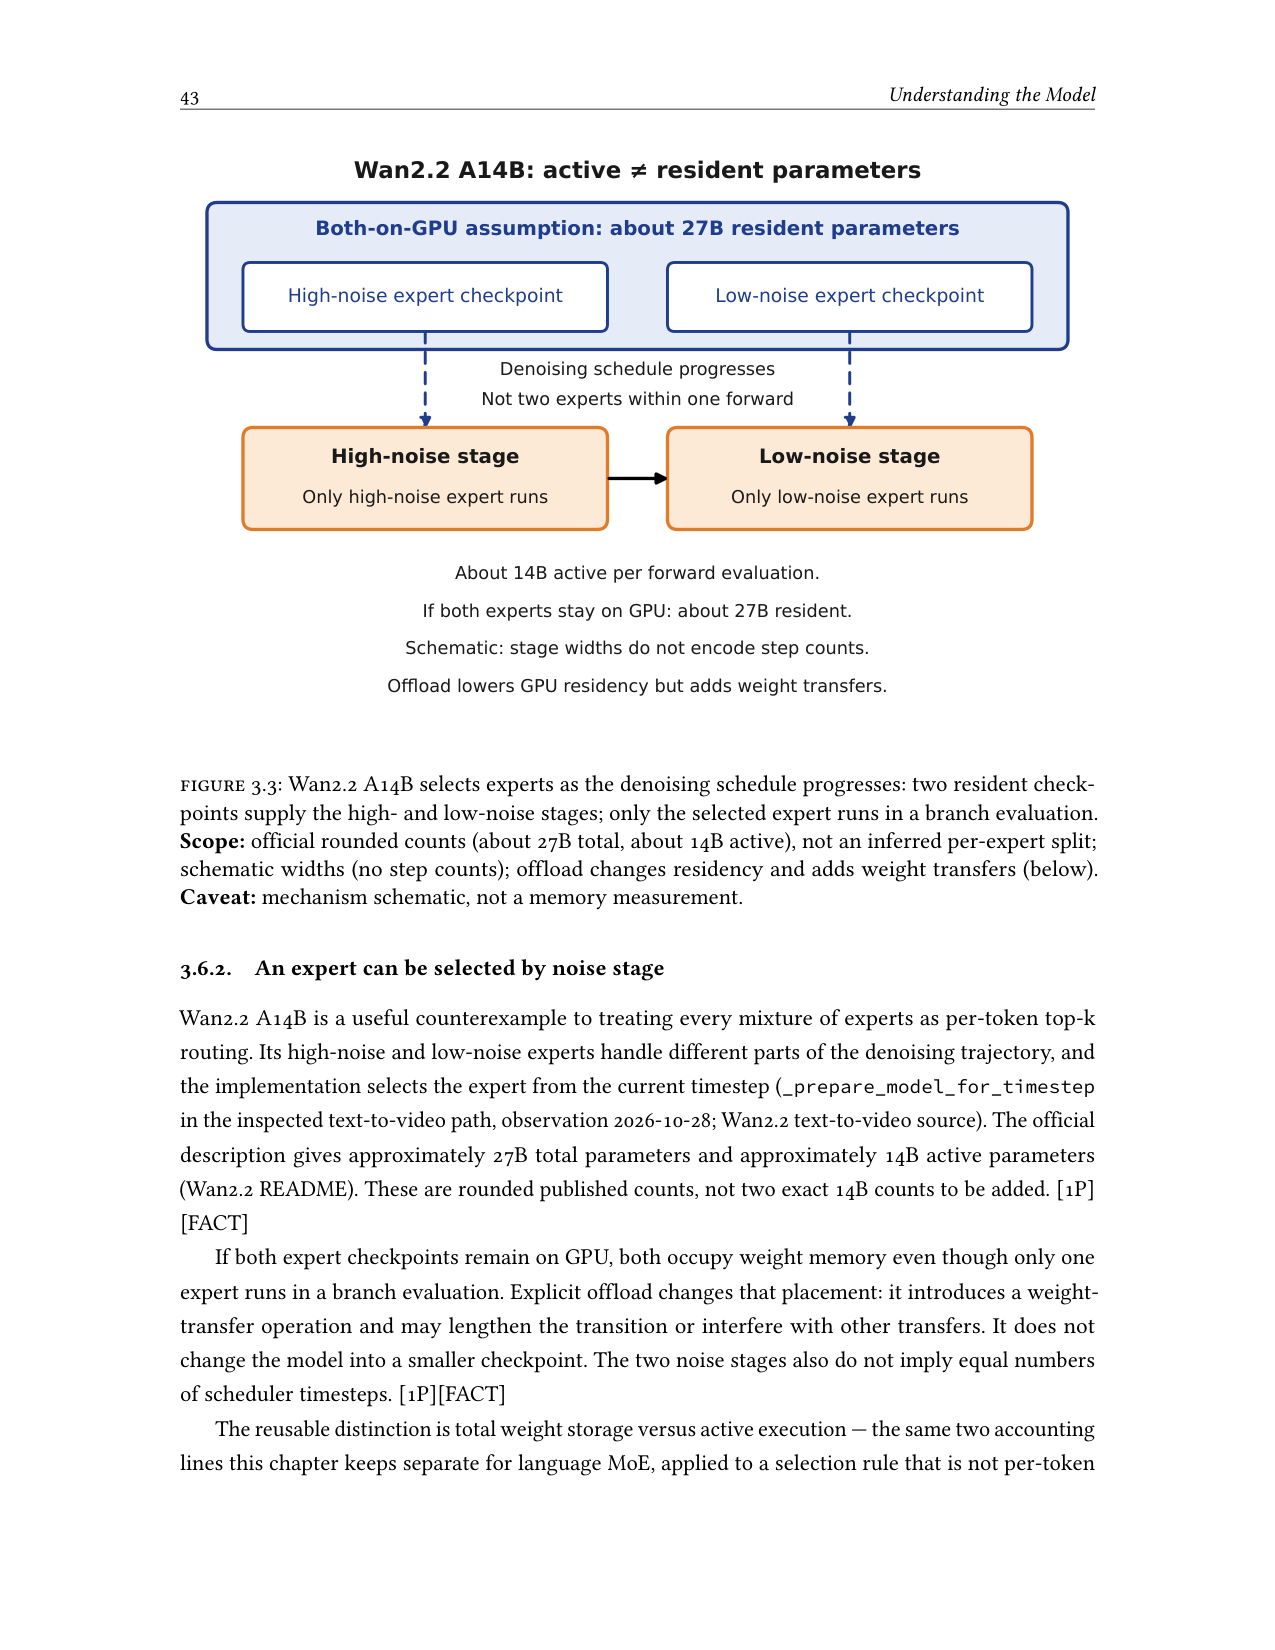 43
Understanding the Model
Wan2.2 A14B: active ≠ resident parameters
Both-on-GPU assumption: about 27B resident parameters
High-noise expert checkpoint
Low-noise expert checkpoint
Denoising schedule progresses
Not two experts within one forward
High-noise stage
Only high-noise expert runs
Low-noise stage
Only low-noise expert runs
About 14B active per forward evaluation.
If both experts stay on GPU: about 27B resident.
Schematic: stage widths do not encode step counts.
Offload lowers GPU residency but adds weight transfers.
FIGURE 3.3: Wan2.2 A14B selects experts as the denoising schedule progresses: two resident check-
points supply the high- and low-noise stages; only the selected expert runs in a branch evaluation.
Scope: official rounded counts (about 27B total, about 14B active), not an inferred per-expert split;
schematic widths (no step counts); offload changes residency and adds weight transfers (below).
Caveat: mechanism schematic, not a memory measurement.
3.6.2. An expert can be selected by noise stage
Wan2.2 A14B is a useful counterexample to treating every mixture of experts as per-token top-k
routing. Its high-noise and low-noise experts handle different parts of the denoising trajectory, and
the implementation selects the expert from the current timestep (_prepare_model_for_timestep
in the inspected text-to-video path, observation 2026-10-28; Wan2.2 text-to-video source). The official
description gives approximately 27B total parameters and approximately 14B active parameters
(Wan2.2 README). These are rounded published counts, not two exact 14B counts to be added. [1P]
[FACT]
If both expert checkpoints remain on GPU, both occupy weight memory even though only one
expert runs in a branch evaluation. Explicit offload changes that placement: it introduces a weight-
transfer operation and may lengthen the transition or interfere with other transfers. It does not
change the model into a smaller checkpoint. The two noise stages also do not imply equal numbers
of scheduler timesteps. [1P][FACT]
The reusable distinction is total weight storage versus active execution — the same two accounting
lines this chapter keeps separate for language MoE, applied to a selection rule that is not per-token